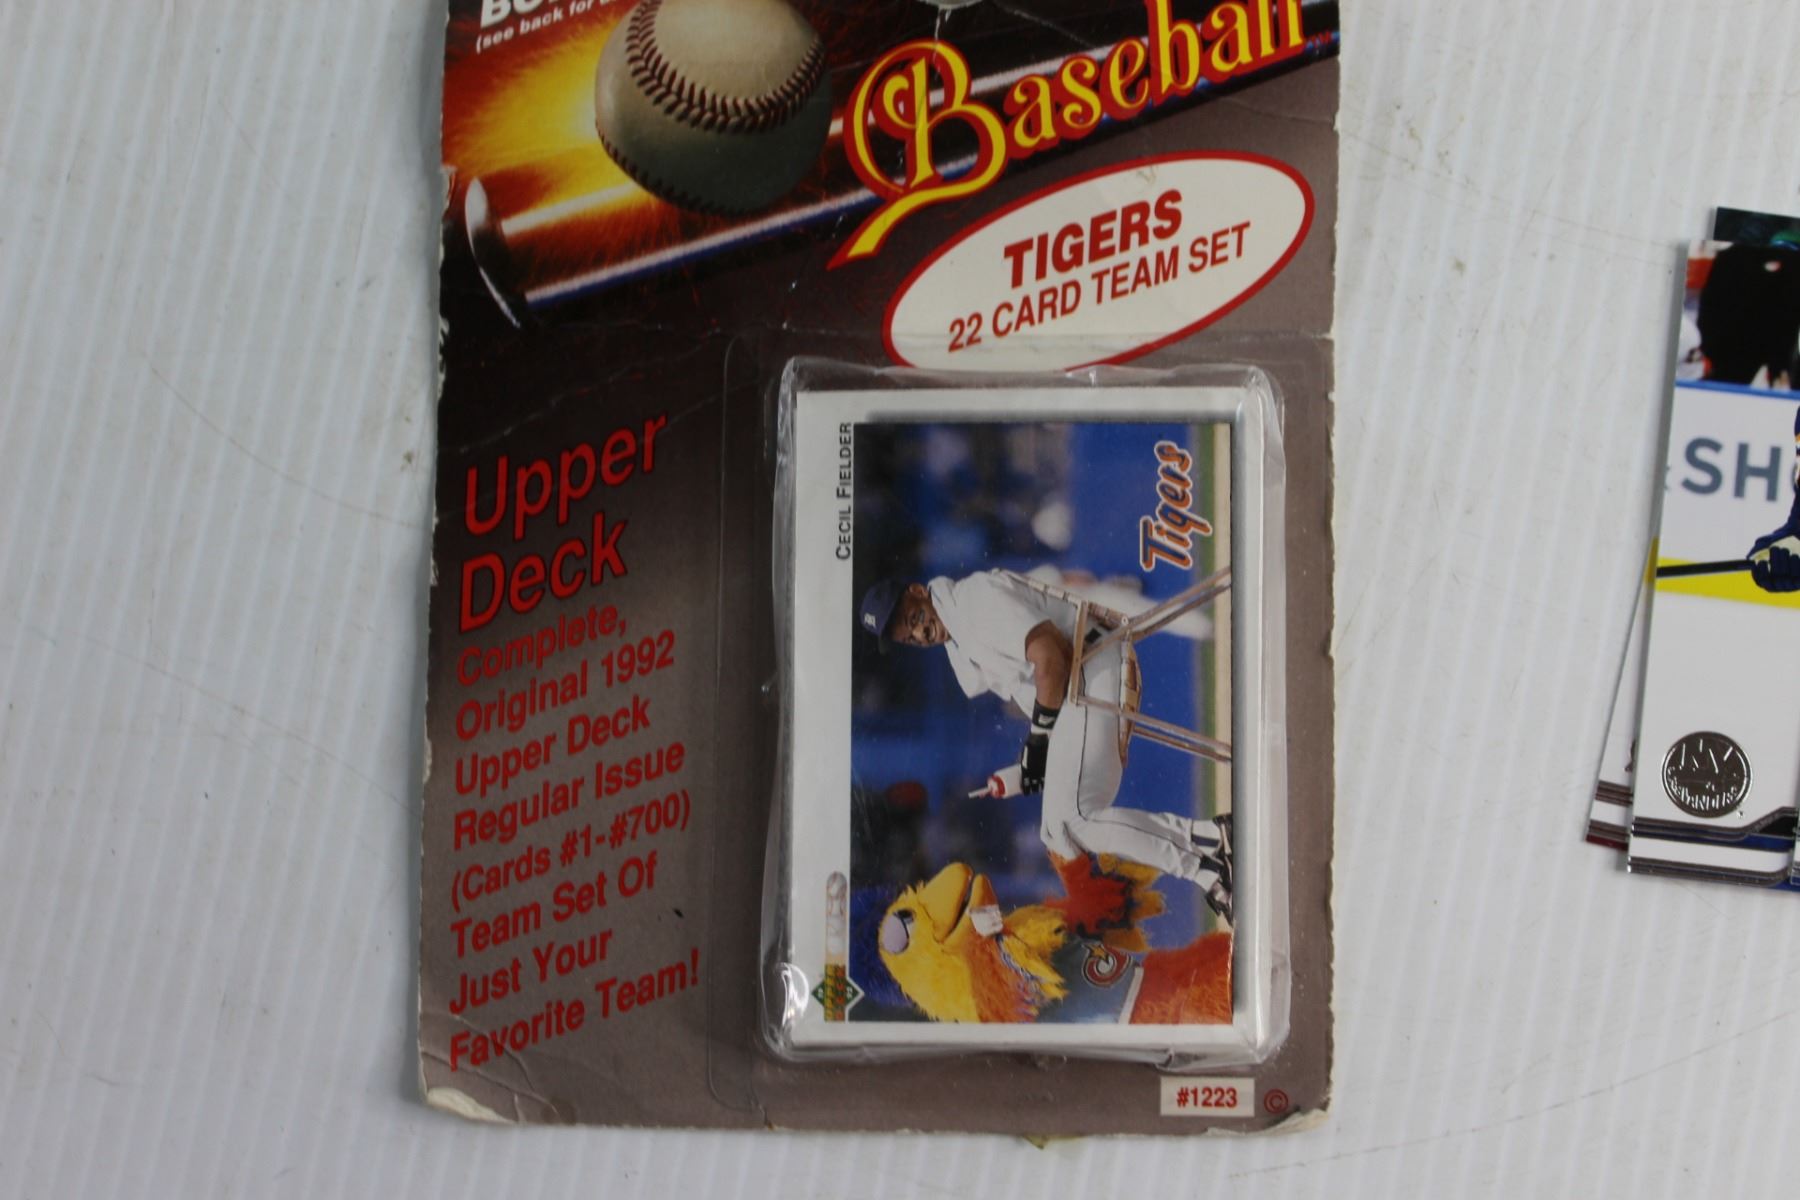 (see back for
Baseball
TIGERS
22 CARD TEAM SET
Upper
Deck
Complete,
Original 1992
Upper Deck
Regular Issue
(Cards #1-#700)
Team Set Of
Just Your
Favorite Team!
CECIL FIELDER
Tigers
#1223 ©
SH
NY